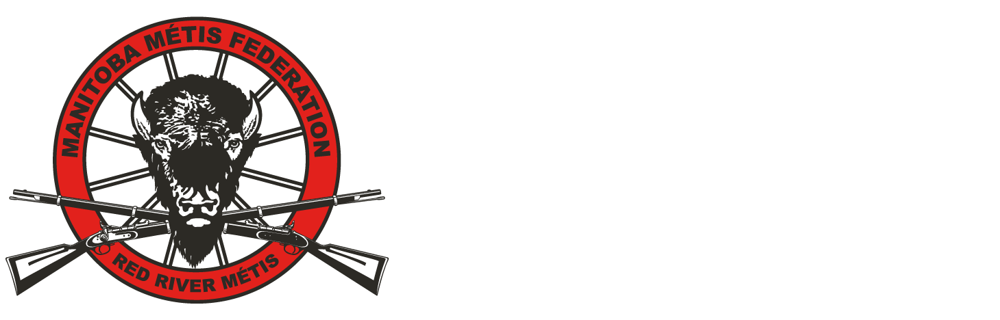 MANITOBA MÉTIS FEDERATION
RED RIVER MÉTIS